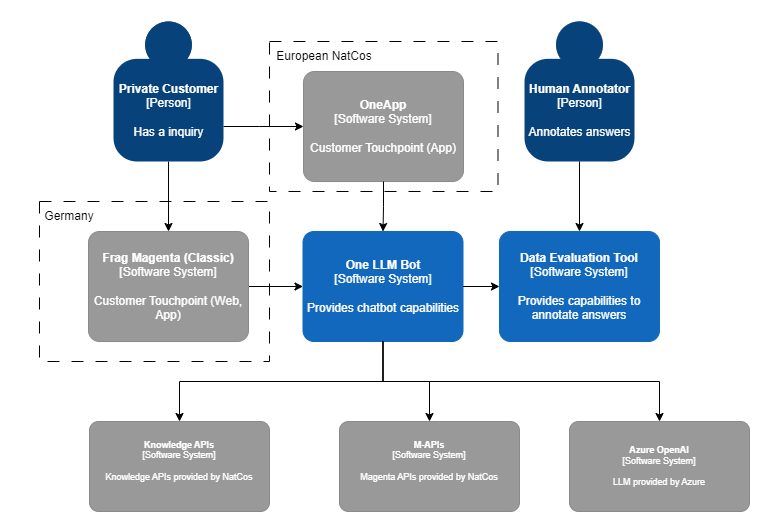 European NatCos
Private Customer
[Person]
Has a inquiry
OneApp
[Software System]
Customer Touchpoint (App)
Human Annotator
[Person]
Annotates answers
Germany
Frag Magenta (Classic)
[Software System]
Customer Touchpoint (Web,
App)
One LLM Bot
[Software System]
Provides chatbot capabilities
Data Evaluation Tool
[Software System]
Provides capabilities to
annotate answers
Knowledge APIs
[Software System]
Knowledge APIs provided by NatCos
M-APIs
[Software System]
Magenta APIs provided by NatCos
Azure OpenAI
[Software System]
LLM provided by Azure